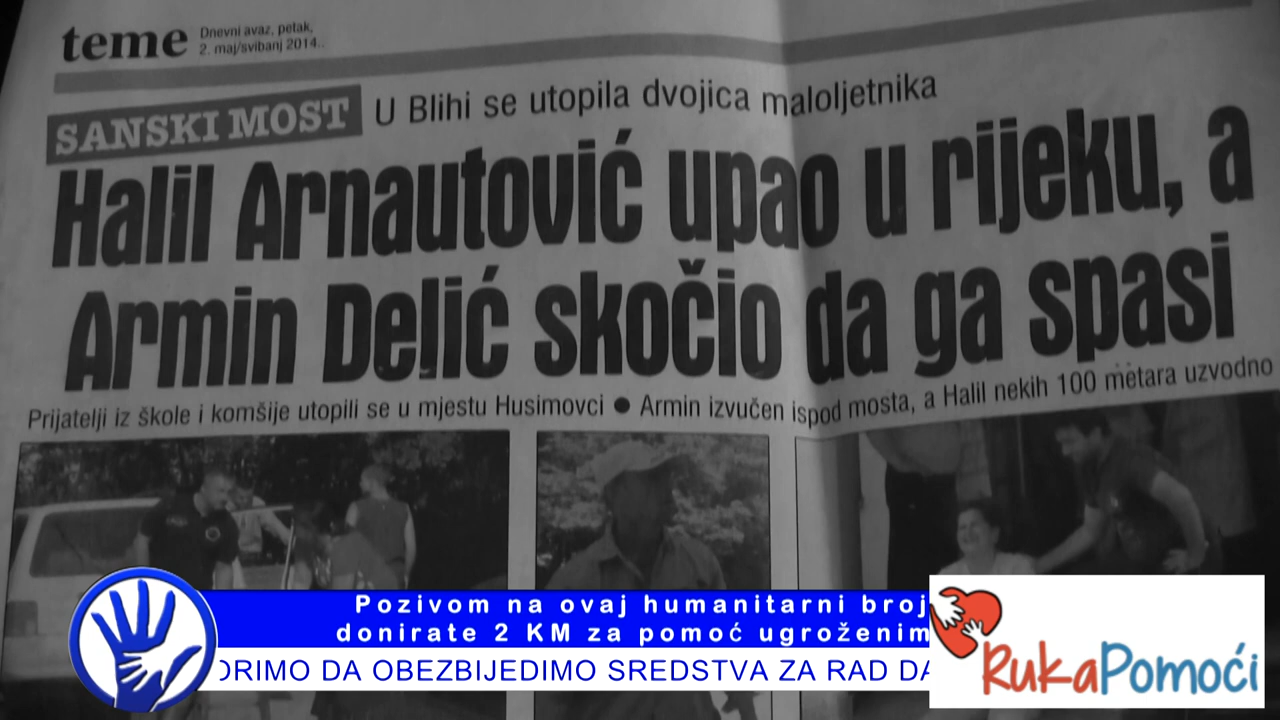 teme
Dnevni avaz, petak,
2. maj/svibanj 2014..
SANSKI MOST
U Blihi se utopila dvojica maloljetnika
Halil Arnautović upao u rijeku, a
Armin Delić skočio da ga spasi
Prijatelji iz škole i komšije utopili se u mjestu Husimovci ● Armin izvučen ispod mosta, a Halil nekih 100 metara uzvodno
Pozivom na ovaj humanitarni broj
donirate 2 KM za pomoć ugroženim
ORIMO DA OBEZBIJEDIMO SREDSTVA ZA RAD DA
RukaPomoći